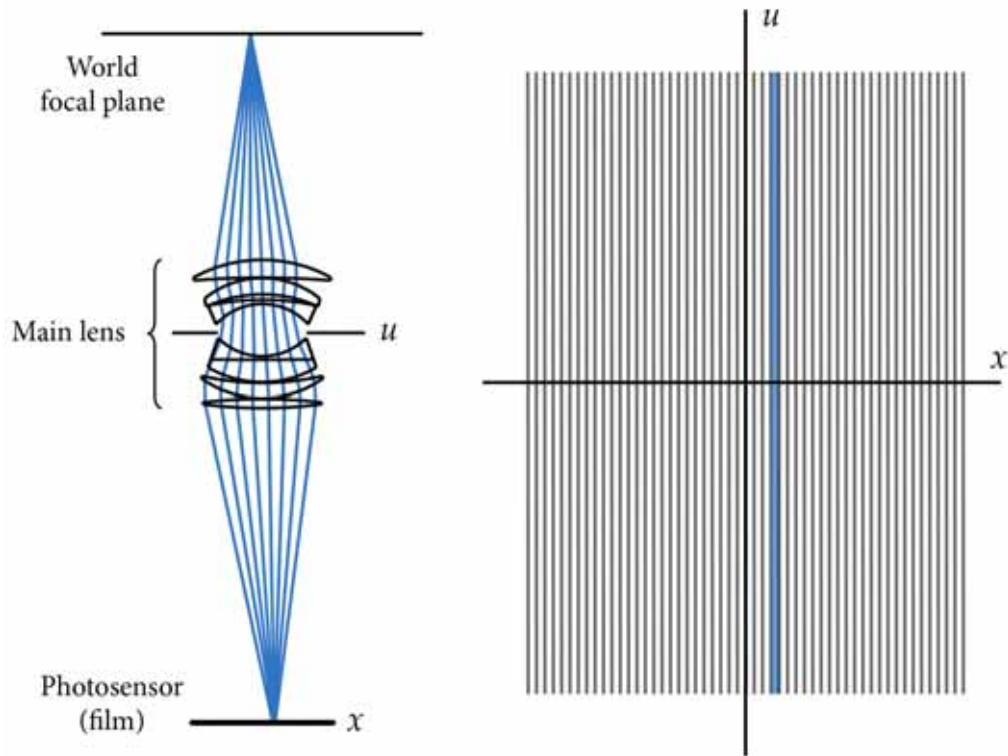 World
focal plane
Main lens
u
Photosensor
(film)
x
u
x